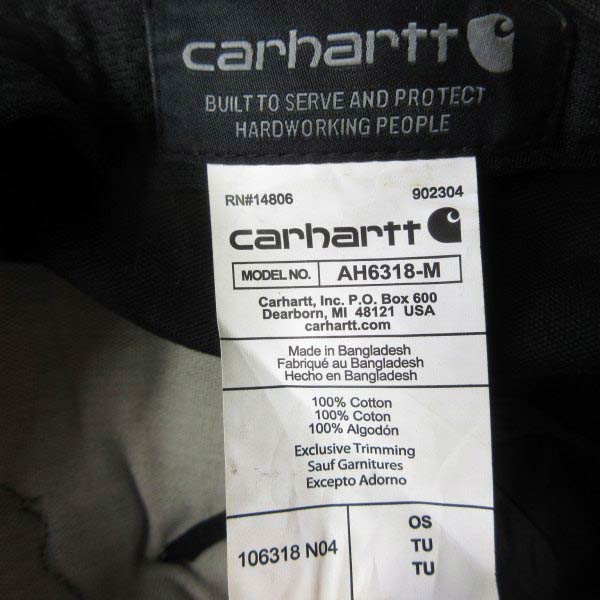 carhartt
BUILT TO SERVE AND PROTECT
HARDWORKING PEOPLE
RN#14806 902304
carhartt
MODEL NO. AH6318-M
Carhartt, Inc. P.O. Box 600
Dearborn, MI 48121 USA
carhartt.com
Made in Bangladesh
Fabriqué au Bangladesh
Hecho en Bangladesh
100% Cotton
100% Coton
100% Algodón
Exclusive Trimming
Sauf Garnitures
Excepto Adorno
106318 N04
OS
TU
TU